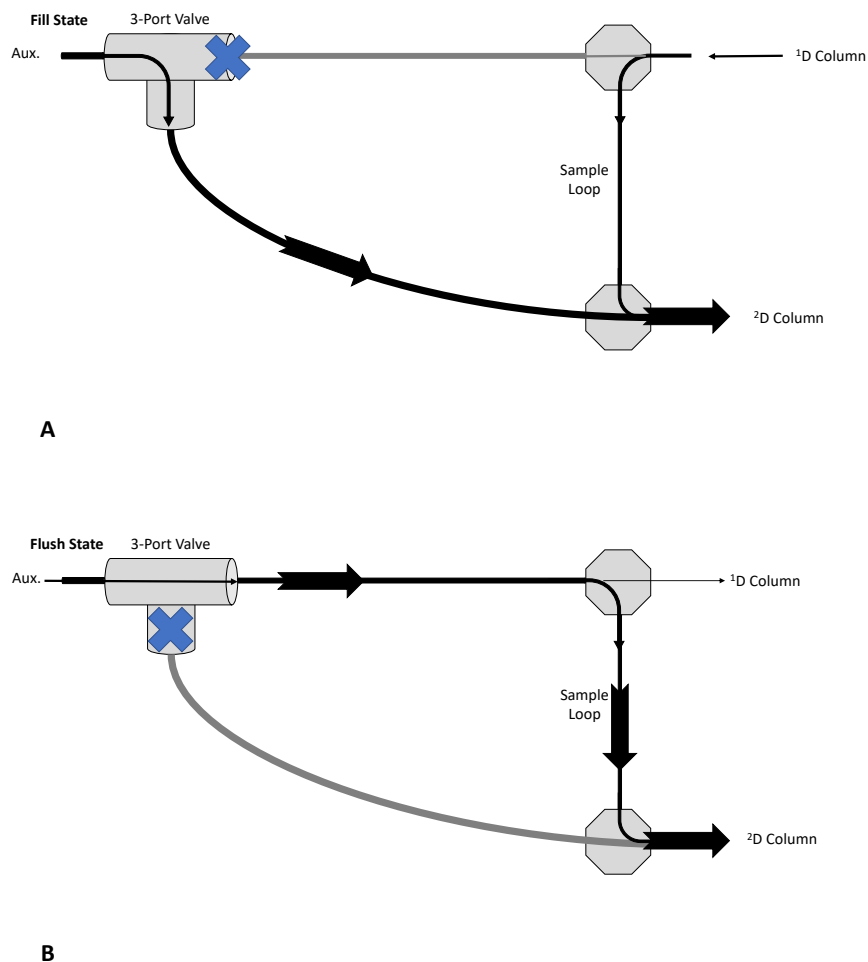 Fill State
3-Port Valve
Aux.
¹D Column
Sample
Loop
²D Column
A
Flush State
3-Port Valve
Aux.
¹D Column
Sample
Loop
²D Column
B